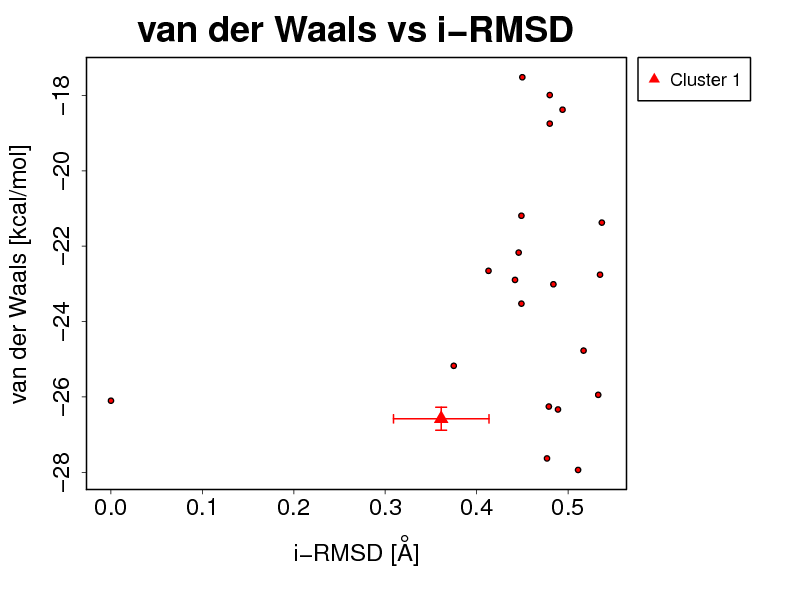 van der Waals vs i−RMSD
Cluster 1
van der Waals [kcal/mol]
−18
−20
−22
−24
−26
−28
0.0 0.1 0.2 0.3 0.4 0.5
i−RMSD [Å]